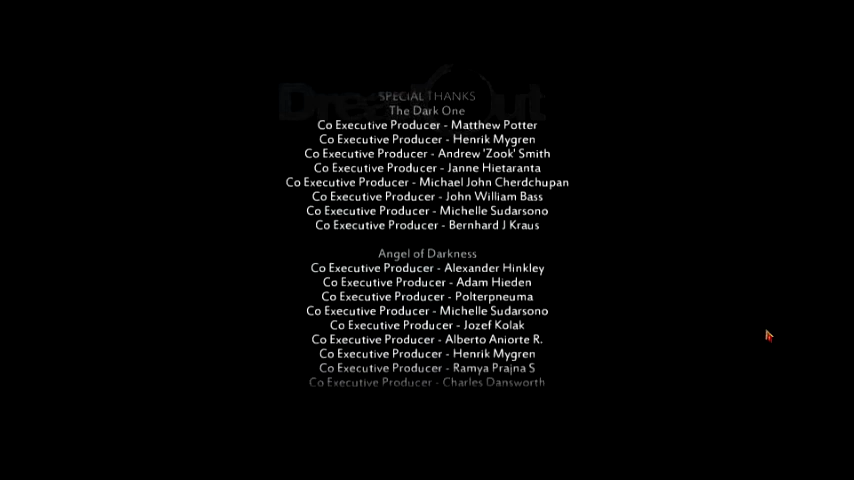 DreadOut
SPECIAL THANKS
The Dark One
Co Executive Producer - Matthew Potter
Co Executive Producer - Henrik Mygren
Co Executive Producer - Andrew 'Zook' Smith
Co Executive Producer - Janne Hietaranta
Co Executive Producer - Michael John Cherdchupan
Co Executive Producer - John William Bass
Co Executive Producer - Michelle Sudarsono
Co Executive Producer - Bernhard J Kraus
Angel of Darkness
Co Executive Producer - Alexander Hinkley
Co Executive Producer - Adam Hieden
Co Executive Producer - Polterpneuma
Co Executive Producer - Michelle Sudarsono
Co Executive Producer - Jozef Kolak
Co Executive Producer - Alberto Aniorte R.
Co Executive Producer - Henrik Mygren
Co Executive Producer - Ramya Prajna S
Co Executive Producer - Charles Dansworth